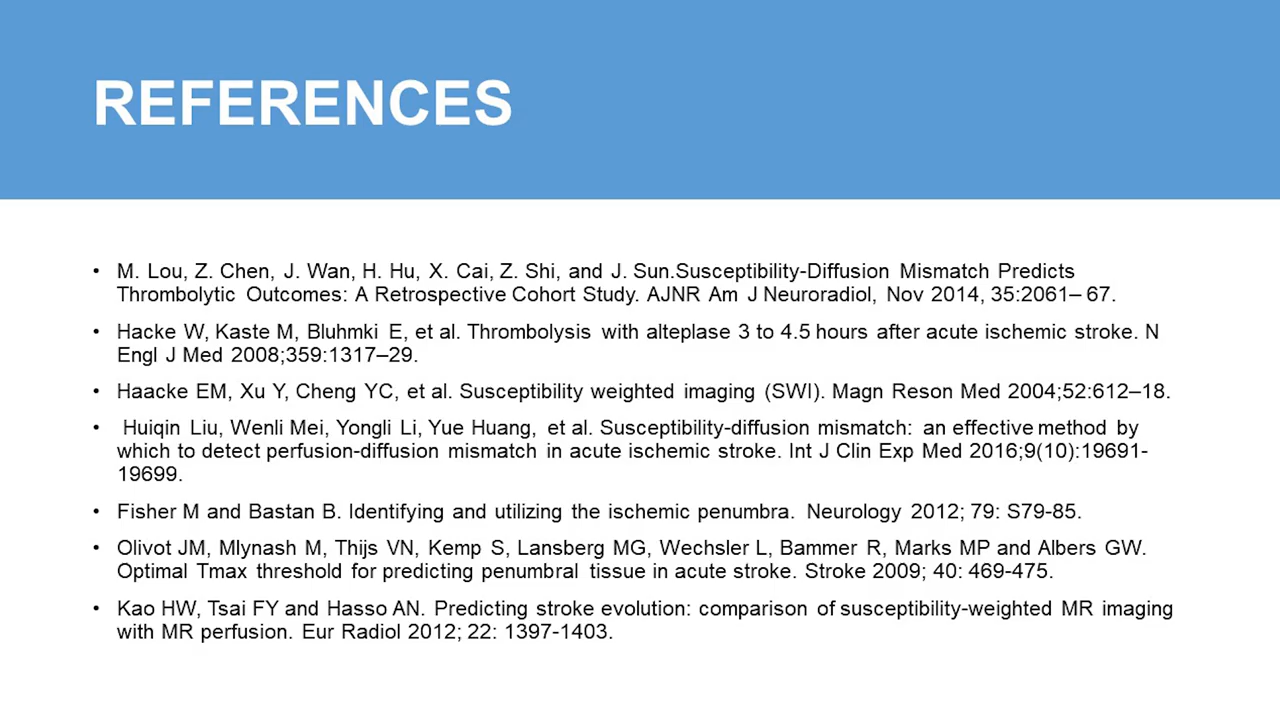 REFERENCES
• M. Lou, Z. Chen, J. Wan, H. Hu, X. Cai, Z. Shi, and J. Sun.Susceptibility-Diffusion Mismatch Predicts
Thrombolytic Outcomes: A Retrospective Cohort Study. AJNR Am J Neuroradiol, Nov 2014, 35:2061– 67.
• Hacke W, Kaste M, Bluhmki E, et al. Thrombolysis with alteplase 3 to 4.5 hours after acute ischemic stroke. N
Engl J Med 2008;359:1317–29.
• Haacke EM, Xu Y, Cheng YC, et al. Susceptibility weighted imaging (SWI). Magn Reson Med 2004;52:612–18.
• Huiqin Liu, Wenli Mei, Yongli Li, Yue Huang, et al. Susceptibility-diffusion mismatch: an effective method by
which to detect perfusion-diffusion mismatch in acute ischemic stroke. Int J Clin Exp Med 2016;9(10):19691-
19699.
• Fisher M and Bastan B. Identifying and utilizing the ischemic penumbra. Neurology 2012; 79: S79-85.
• Olivot JM, Mlynash M, Thijs VN, Kemp S, Lansberg MG, Wechsler L, Bammer R, Marks MP and Albers GW.
Optimal Tmax threshold for predicting penumbral tissue in acute stroke. Stroke 2009; 40: 469-475.
• Kao HW, Tsai FY and Hasso AN. Predicting stroke evolution: comparison of susceptibility-weighted MR imaging
with MR perfusion. Eur Radiol 2012; 22: 1397-1403.